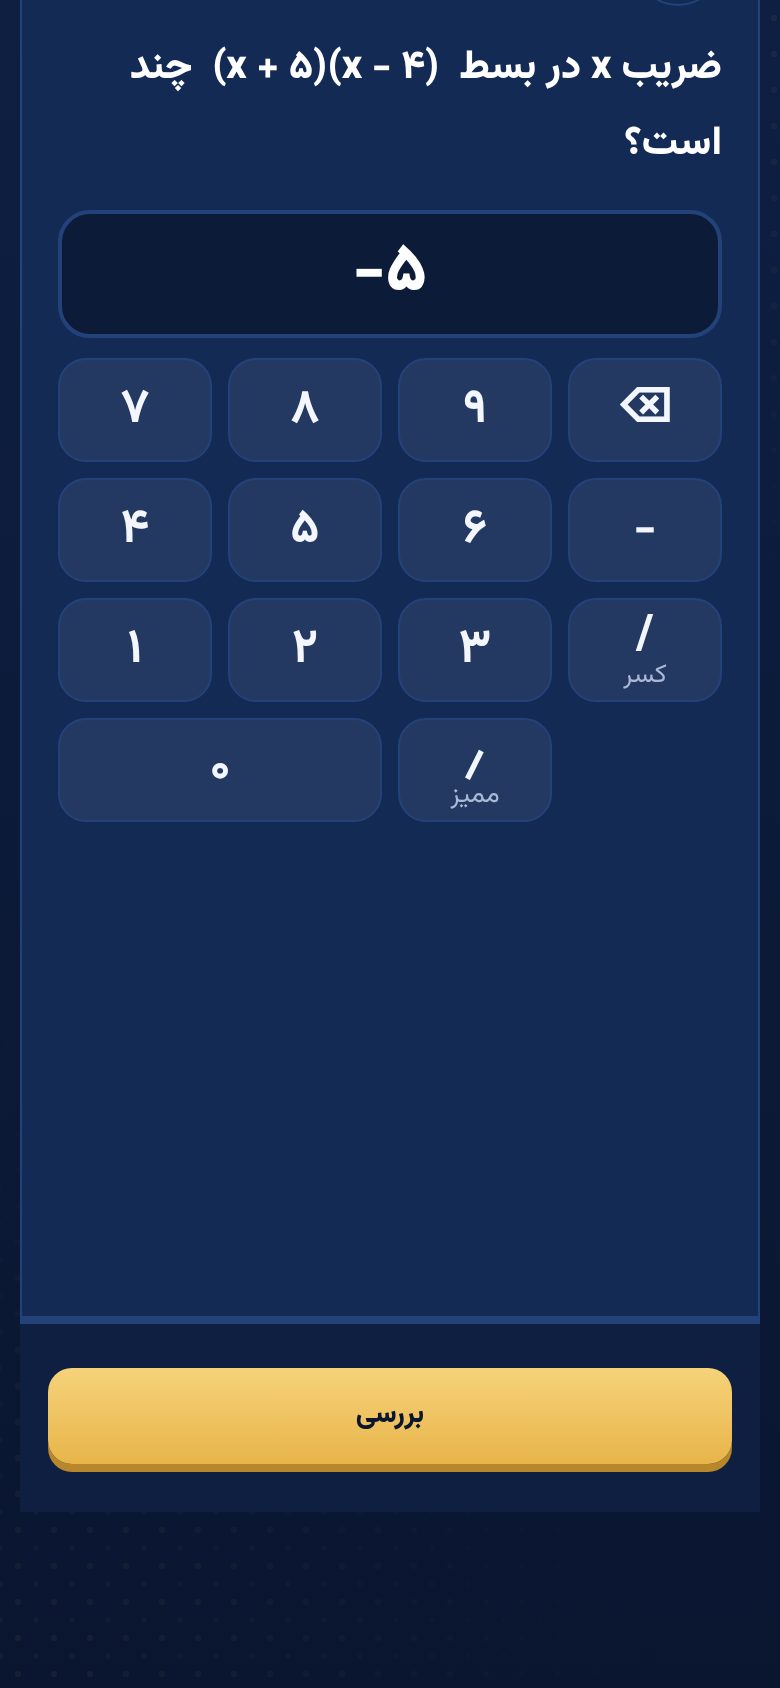 ضریب x در بسط (x + ۵)(x − ۴) چند
است؟
−۵
۷ ۸ ۹
۴ ۵ ۶ −
۱ ۲ ۳ /
کسر
۰ ⁄
ممیز
بررسی